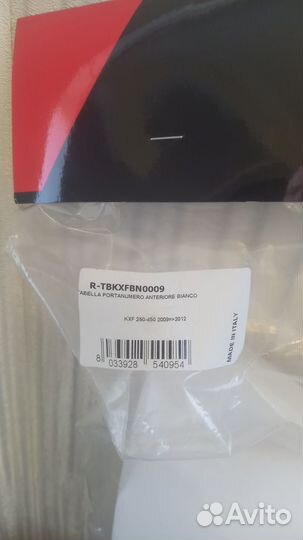 R-TBKXFBN0009
TABELLA PORTANUMERO ANTERIORE BIANCO
KXF 250-450 2009=>2012
8 033928 540954
MADE IN ITALY
Avito